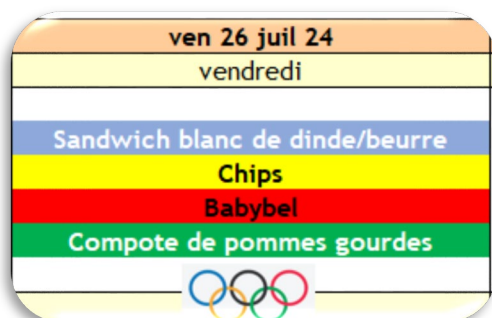 ven 26 juil 24
vendredi
Sandwich blanc de dinde/beurre
Chips
Babybel
Compote de pommes gourdes